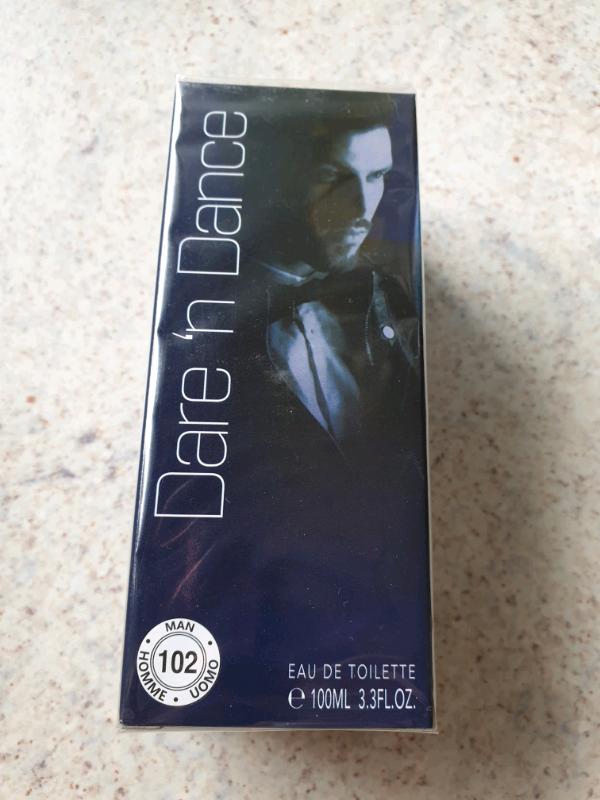 Dare 'n Dance
MAN
102
HOMME • UOMO
EAU DE TOILETTE
℮ 100ML 3.3FL.OZ.